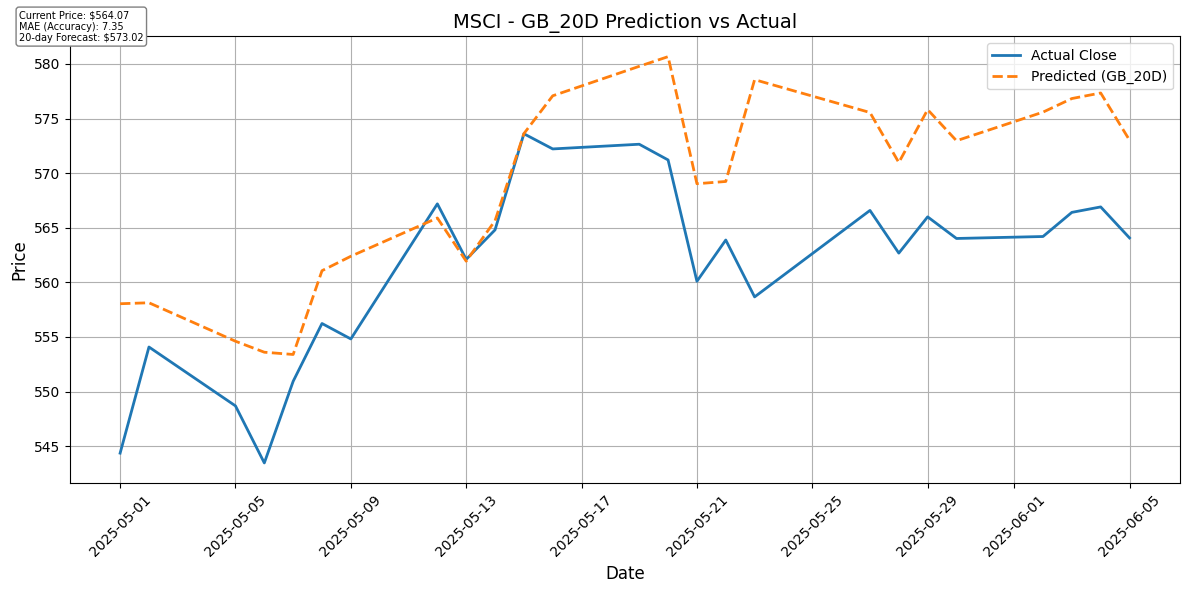 MSCI - GB_20D Prediction vs Actual
Current Price: $564.07
MAE (Accuracy): 7.35
20-day Forecast: $573.02
Actual Close
Predicted (GB_20D)
Price
580
575
570
565
560
555
550
545
2025-05-01
2025-05-05
2025-05-09
2025-05-13
2025-05-17
2025-05-21
2025-05-25
2025-05-29
2025-06-01
2025-06-05
Date